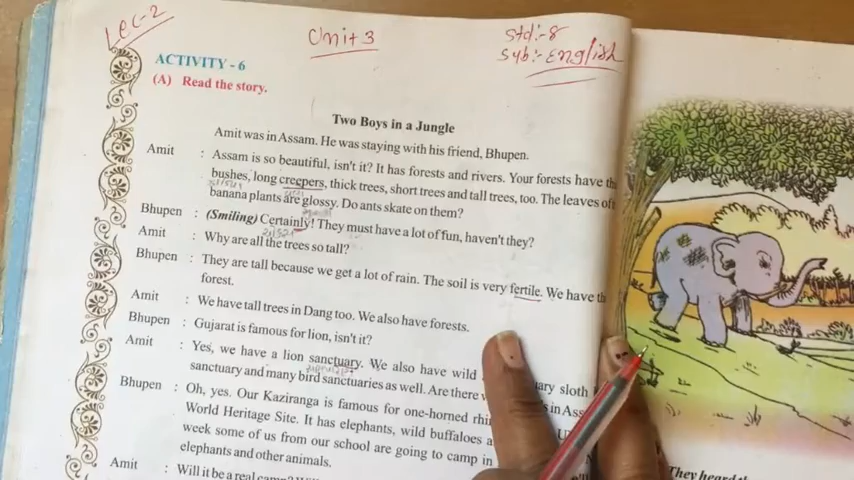 Lec-2
Unit 3
Std:-8
Sub:- English
ACTIVITY - 6
(A) Read the story.
Two Boys in a Jungle
Amit was in Assam. He was staying with his friend, Bhupen.
Amit : Assam is so beautiful, isn't it? It has forests and rivers. Your forests have
bushes, long creepers, thick trees, short trees and tall trees, too. The leaves of
banana plants are glossy. Do ants skate on them?
Bhupen : (Smiling) Certainly! They must have a lot of fun, haven't they?
Amit : Why are all the trees so tall?
Bhupen : They are tall because we get a lot of rain. The soil is very fertile. We have
forest.
Amit : We have tall trees in Dang too. We also have forests.
Bhupen : Gujarat is famous for lion, isn't it?
Amit : Yes, we have a lion sanctuary. We also have wild sloth
sanctuary and many bird sanctuaries as well. Are there in
Bhupen : Oh, yes. Our Kaziranga is famous for one-horned
World Heritage Site. It has elephants, wild buffaloes
week some of us from our school are going to camp in
elephants and other animals.
Amit : Will it be a real camp?
They heard